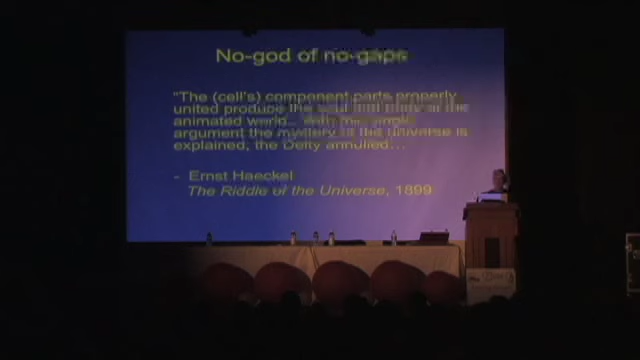 No-god of no-gaps
"The (cell's) component parts properly
united produce the soul and body of the
animated world... With this single
argument the mystery of the universe is
explained, the Deity annulled...
- Ernst Haeckel
The Riddle of the Universe, 1899